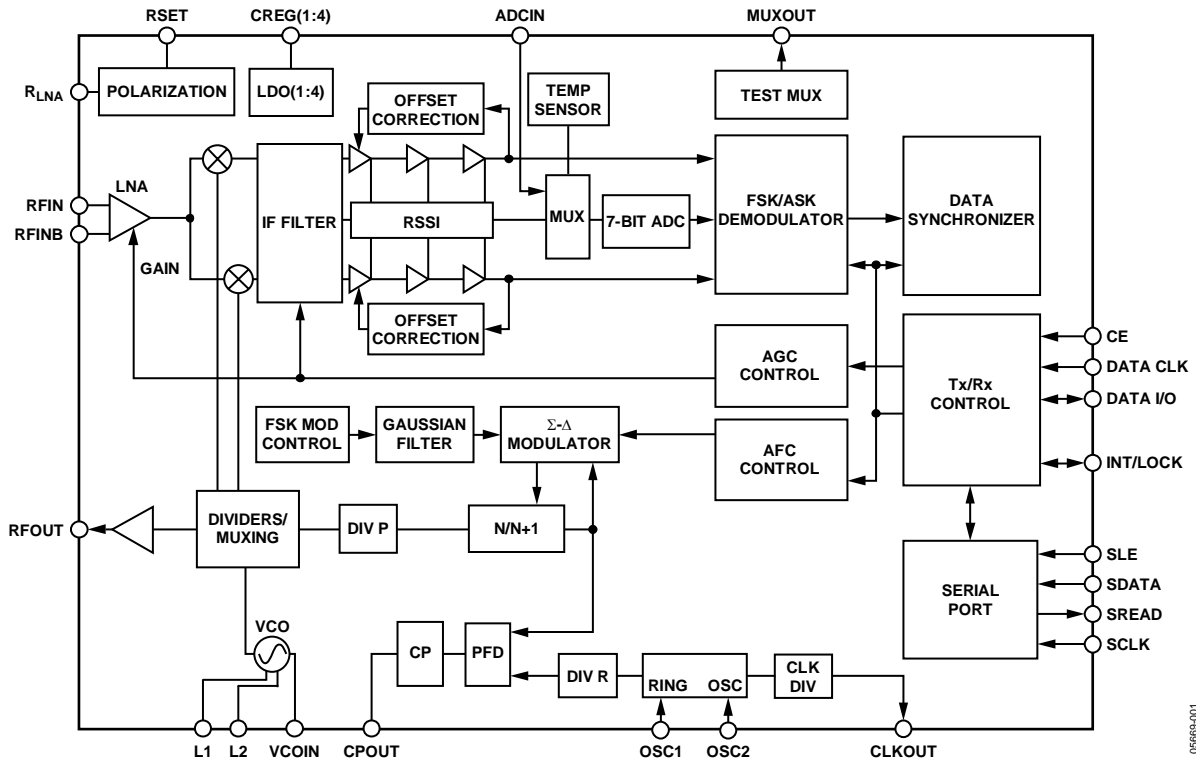 RSET
CREG(1:4)
ADCIN
MUXOUT
RLNA
POLARIZATION
LDO(1:4)
OFFSET
CORRECTION
TEMP
SENSOR
TEST MUX
LNA
RFIN
RFINB
GAIN
IF FILTER
RSSI
MUX
7-BIT ADC
FSK/ASK
DEMODULATOR
DATA
SYNCHRONIZER
OFFSET
CORRECTION
AGC
CONTROL
Tx/Rx
CONTROL
CE
DATA CLK
DATA I/O
INT/LOCK
FSK MOD
CONTROL
GAUSSIAN
FILTER
Σ-Δ
MODULATOR
AFC
CONTROL
RFOUT
DIVIDERS/
MUXING
DIV P
N/N+1
SERIAL
PORT
SLE
SDATA
SREAD
SCLK
VCO
CP
PFD
DIV R
RING
OSC
CLK
DIV
L1
L2
VCOIN
CPOUT
OSC1
OSC2
CLKOUT
05669-001